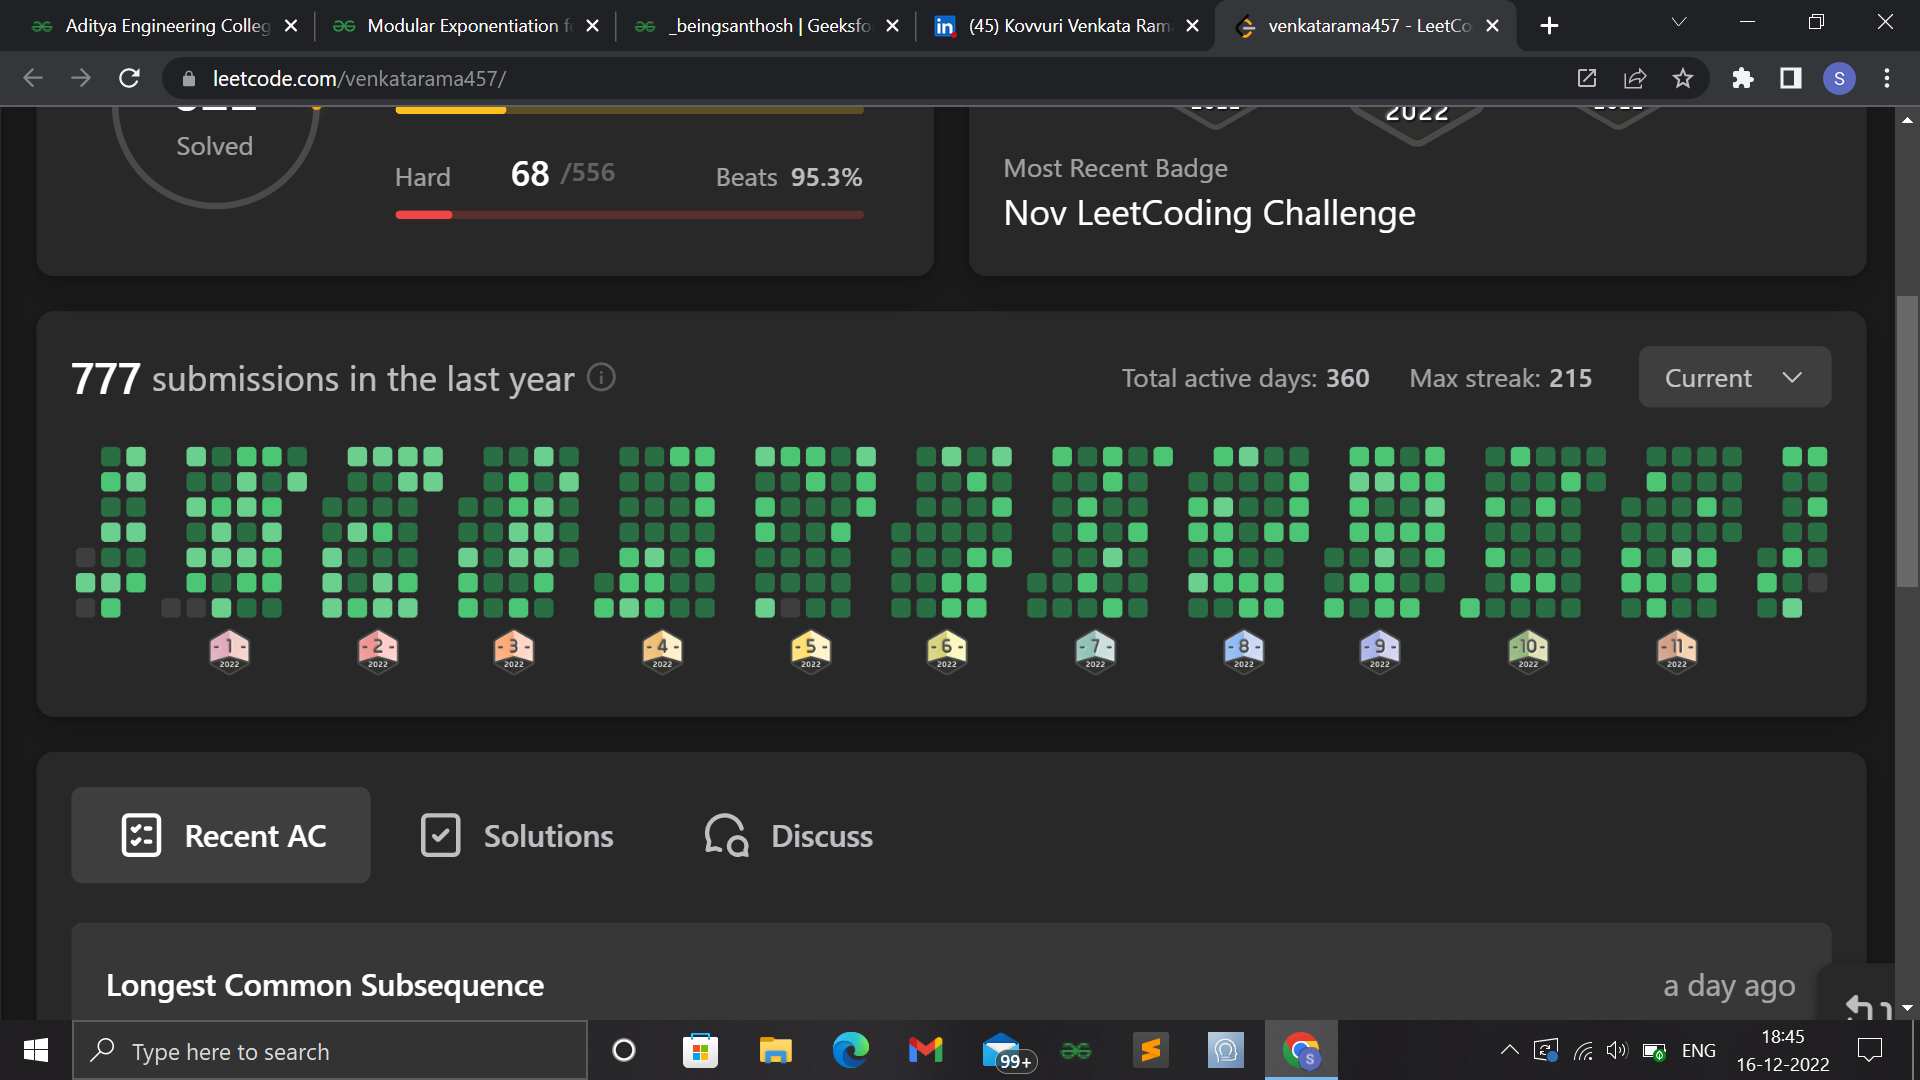 Aditya Engineering Colleg
Modular Exponentiation f
_beingsanthosh | Geeksfo
(45) Kovvuri Venkata Ram
venkatarama457 - LeetCo
leetcode.com/venkatarama457/
S
Solved
Hard 68 /556 Beats 95.3%
2022 2022 2022
Most Recent Badge
Nov LeetCoding Challenge
777 submissions in the last year
Total active days: 360 Max streak: 215 Current
-1- 2022
-2- 2022
-3- 2022
-4- 2022
-5- 2022
-6- 2022
-7- 2022
-8- 2022
-9- 2022
-10- 2022
-11- 2022
Recent AC Solutions Discuss
Longest Common Subsequence a day ago
Type here to search
99+
S
ENG
18:45
16-12-2022